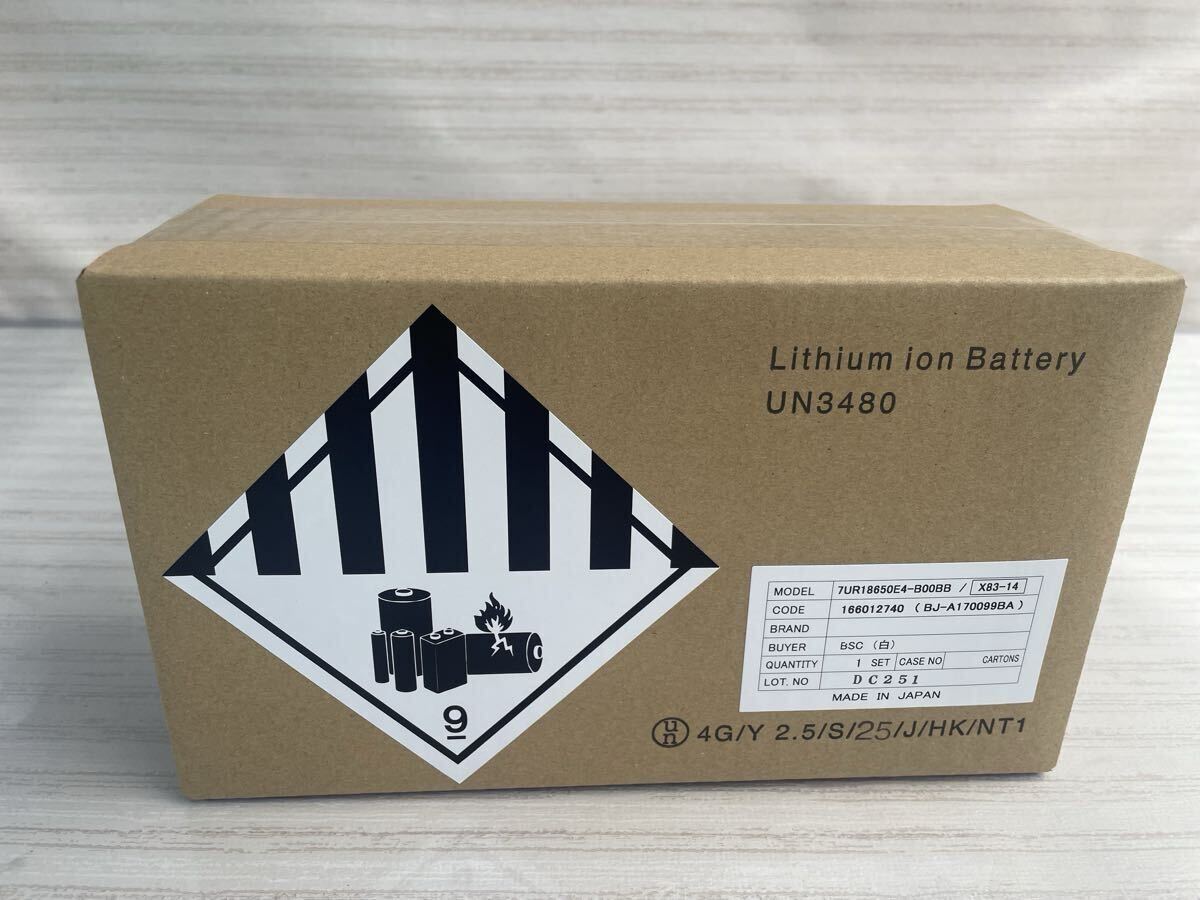 Lithium ion Battery
UN3480
MODEL 7UR18650E4-B00BB / X83-14
CODE 166012740 (BJ-A170099BA)
BRAND
BUYER BSC (白)
QUANTITY 1 SET CASE NO CARTONS
LOT. NO DC251
MADE IN JAPAN
un 4G/Y 2.5/S/25/J/HK/NT1
9